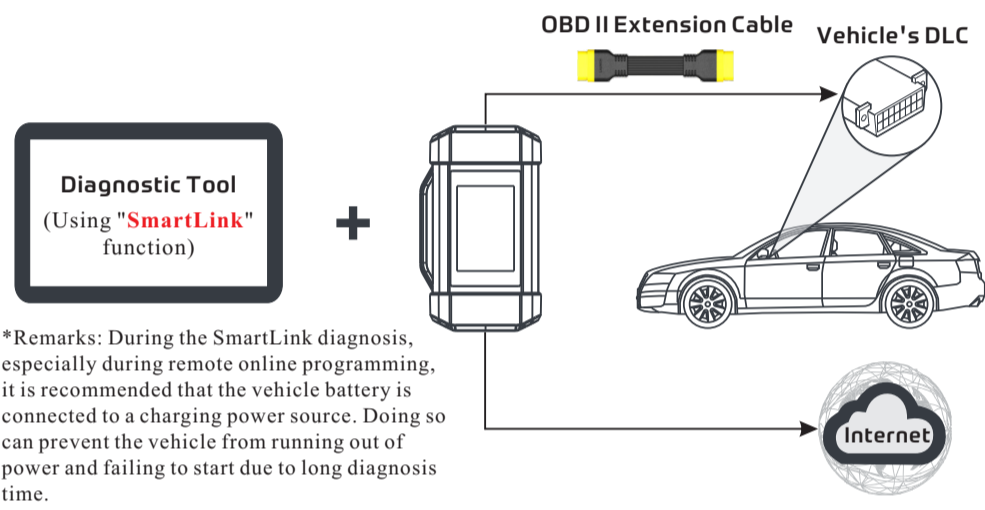 OBD II Extension Cable
Vehicle's DLC
Diagnostic Tool
(Using "SmartLink"
function)
+
*Remarks: During the SmartLink diagnosis,
especially during remote online programming,
it is recommended that the vehicle battery is
connected to a charging power source. Doing so
can prevent the vehicle from running out of
power and failing to start due to long diagnosis
time.
Internet